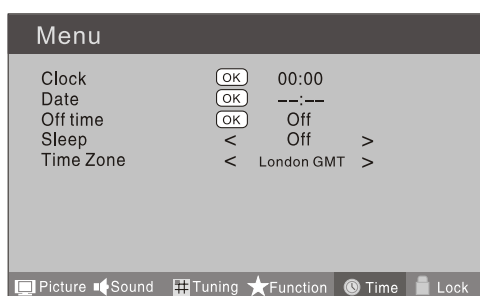 Menu
Clock OK 00:00
Date OK --:--
Off time OK Off
Sleep < Off >
Time Zone < London GMT >
Picture Sound Tuning Function Time Lock